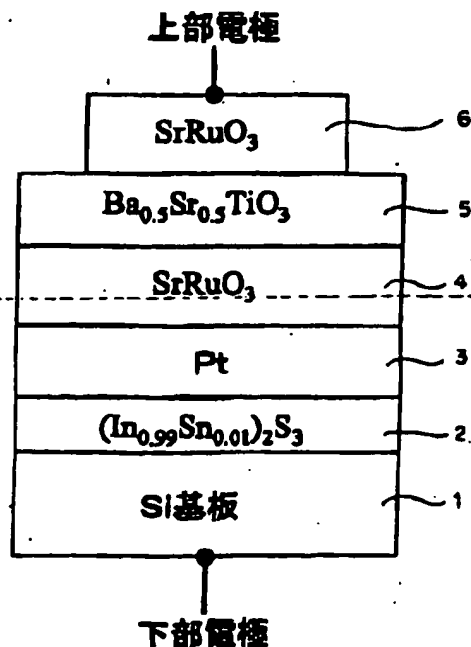 上部電極
SrRuO₃ 6
Ba₀.₅Sr₀.₅TiO₃ 5
SrRuO₃ 4
Pt 3
(In₀.₉₉Sn₀.₀₁)₂S₃ 2
Si基板 1
下部電極